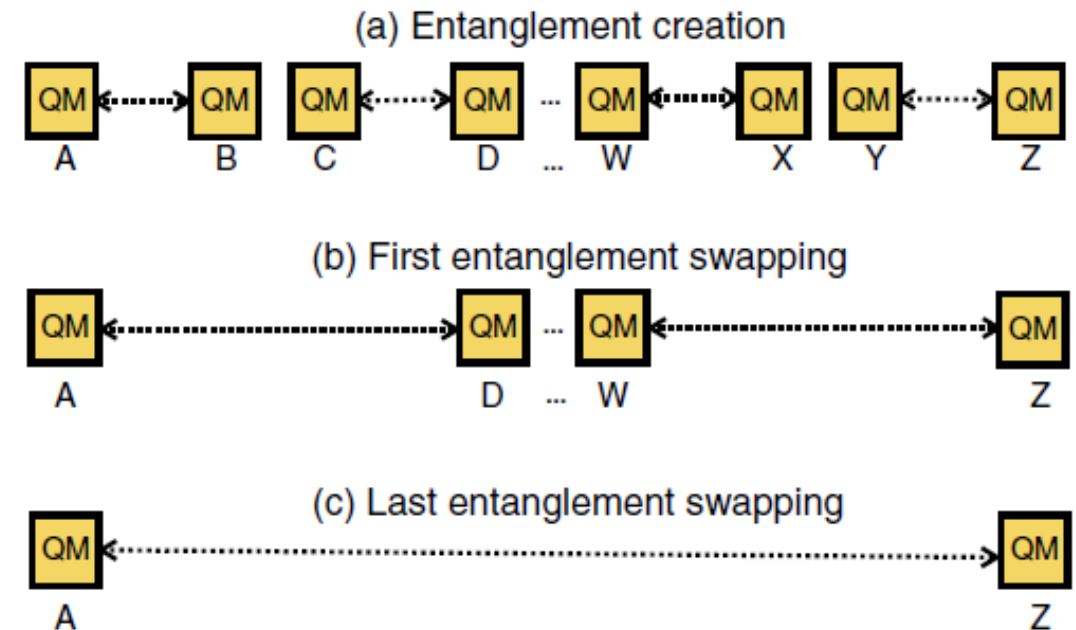 (a) Entanglement creation
QM QM QM QM ... QM QM QM QM
A B C D ... W X Y Z
(b) First entanglement swapping
QM QM ... QM QM
A D ... W Z
(c) Last entanglement swapping
QM QM
A Z